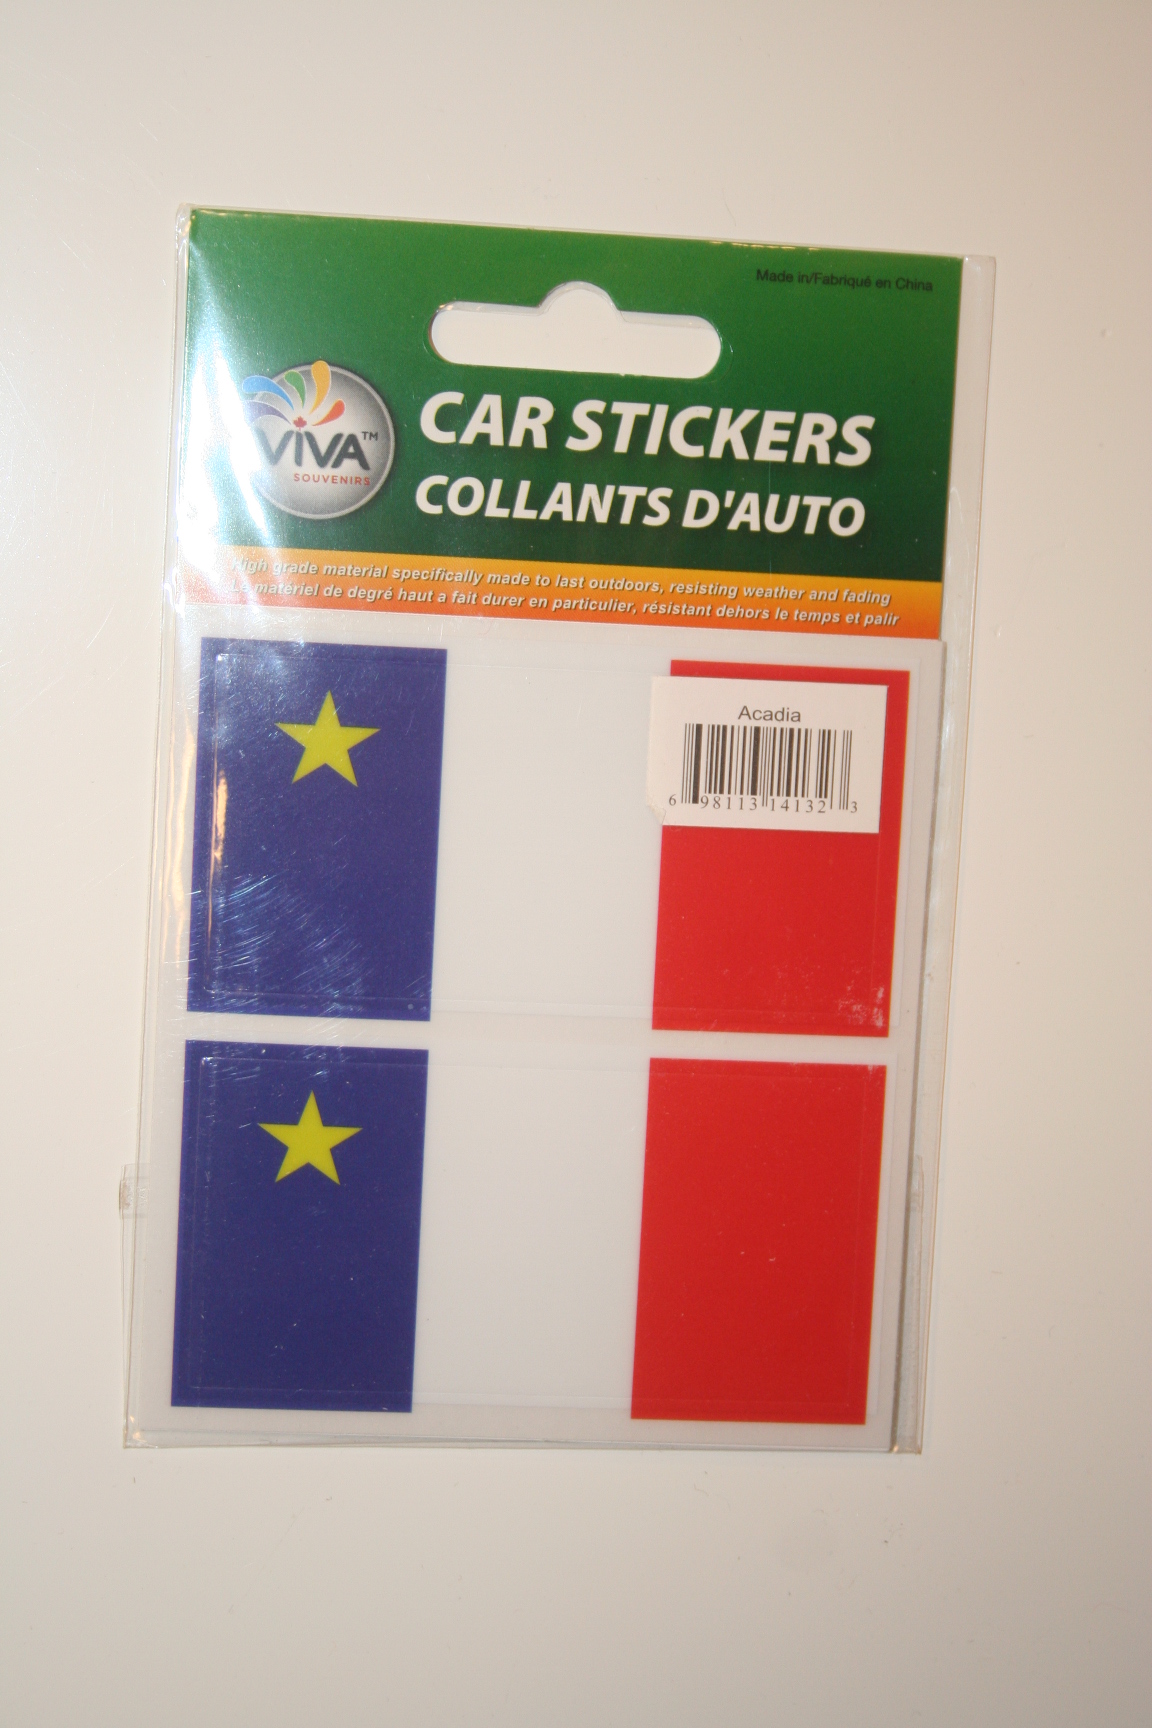 Made in/Fabriqué en China
VIVA™
SOUVENIRS
CAR STICKERS
COLLANTS D'AUTO
High grade material specifically made to last outdoors, resisting weather and fading
Le matériel de degré haut a fait durer en particulier, résistant dehors le temps et palir
Acadia
6 98113 14132 3